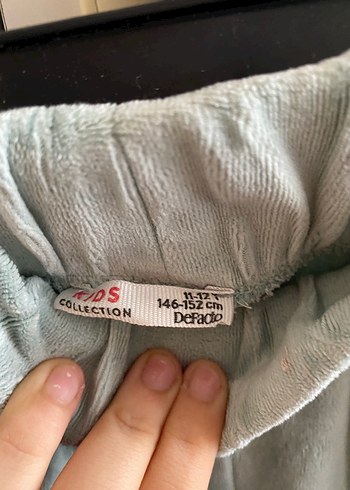 KIDS
COLLECTION
11-12 Y
146-152 cm
DeFacto